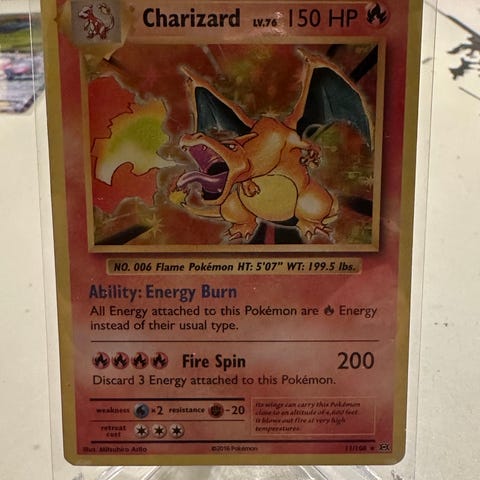 Charizard LV.76 150 HP
NO. 006 Flame Pokémon HT: 5'07" WT: 199.5 lbs.
Ability: Energy Burn
All Energy attached to this Pokémon are Energy
instead of their usual type.
Fire Spin 200
Discard 3 Energy attached to this Pokémon.
weakness ×2 resistance -20
retreat
cost
Its wings can carry this Pokémon
close to an altitude of 4,600 feet.
It blows out fire at very high
temperatures.
Illus. Mitsuhiro Arita ©2016 Pokémon 11/108 ★